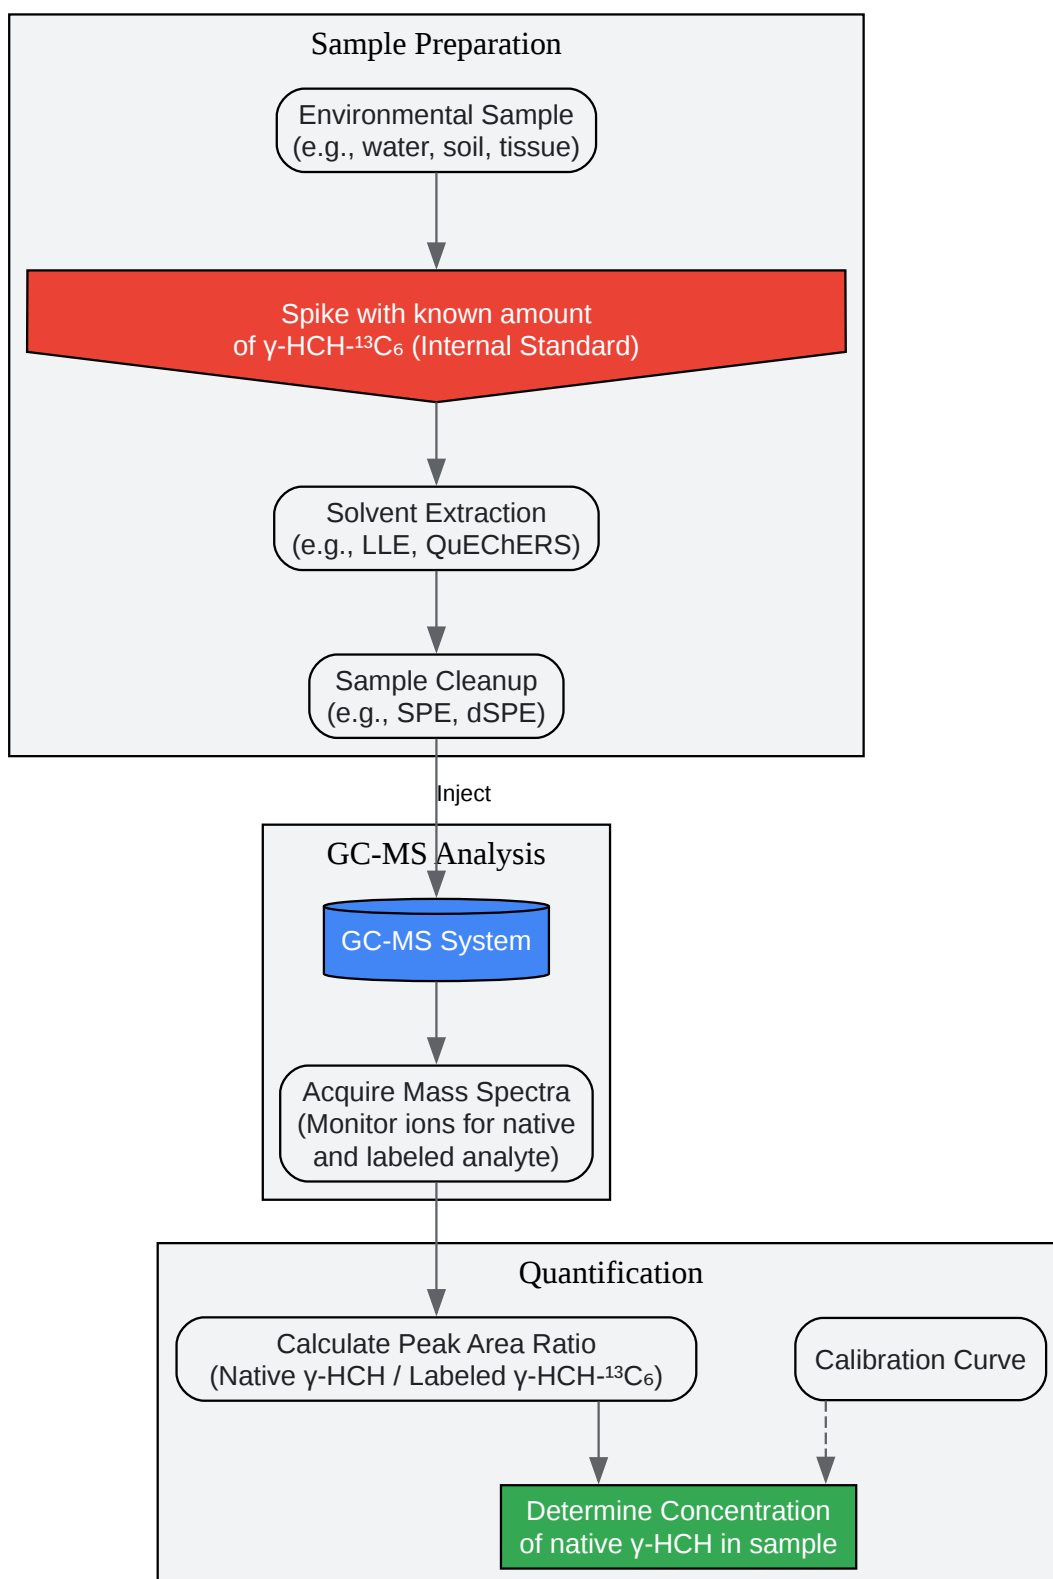 Sample Preparation
Environmental Sample
(e.g., water, soil, tissue)
Spike with known amount
of γ-HCH-¹³C₆ (Internal Standard)
Solvent Extraction
(e.g., LLE, QuEChERS)
Sample Cleanup
(e.g., SPE, dSPE)
Inject
GC-MS Analysis
GC-MS System
Acquire Mass Spectra
(Monitor ions for native
and labeled analyte)
Quantification
Calculate Peak Area Ratio
(Native γ-HCH / Labeled γ-HCH-¹³C₆)
Calibration Curve
Determine Concentration
of native γ-HCH in sample